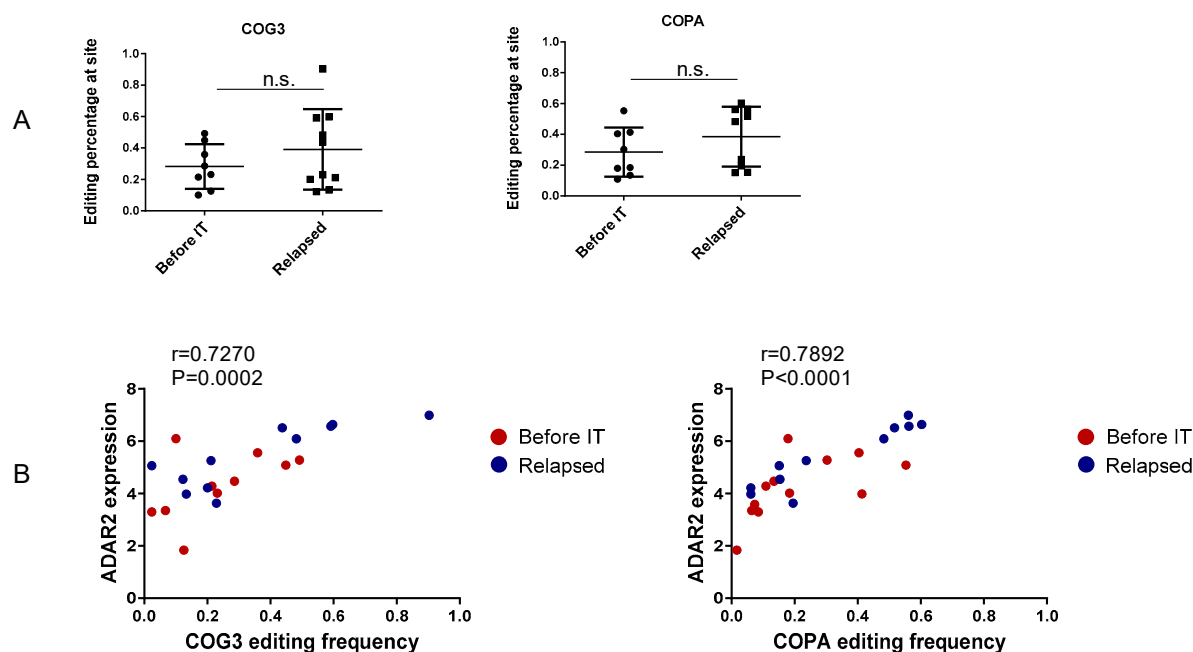 A
COG3
Editing percentage at site
1.0
0.8
0.6
0.4
0.2
0.0
n.s.
Before IT
Relapsed
COPA
Editing percentage at site
1.0
0.8
0.6
0.4
0.2
0.0
n.s.
Before IT
Relapsed
B
r=0.7270
P=0.0002
ADAR2 expression
8
6
4
2
0
0.0 0.2 0.4 0.6 0.8 1.0
COG3 editing frequency
Before IT
Relapsed
r=0.7892
P<0.0001
ADAR2 expression
8
6
4
2
0
0.0 0.2 0.4 0.6 0.8 1.0
COPA editing frequency
Before IT
Relapsed